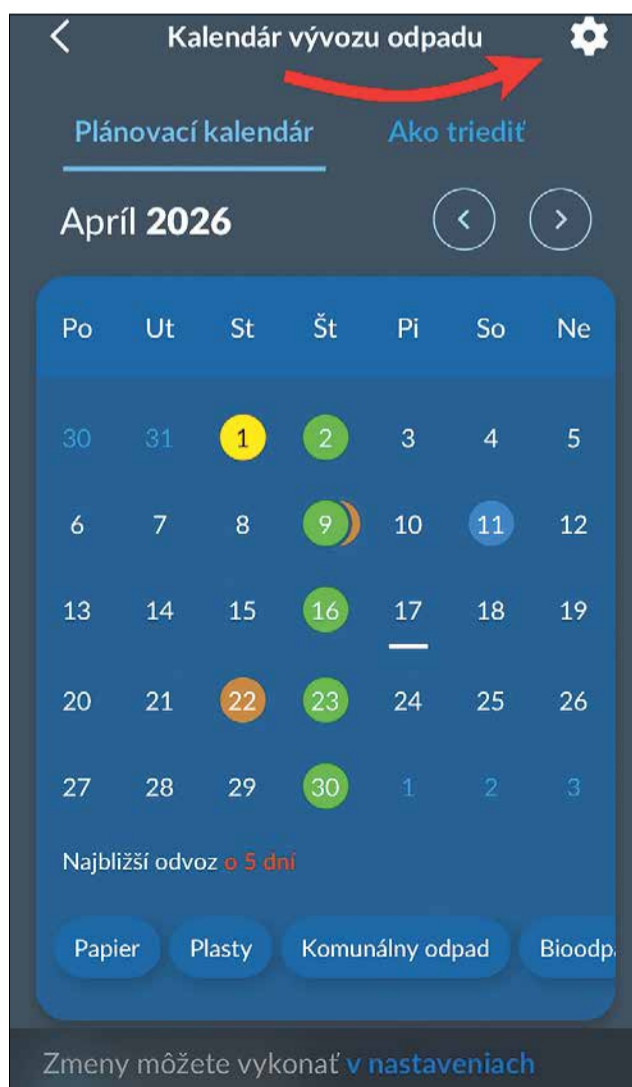 Kalendár vývozu odpadu
Plánovací kalendár Ako triediť
Apríl 2026
Po Ut St Št Pi So Ne
30 31 1 2 3 4 5
6 7 8 9 10 11 12
13 14 15 16 17 18 19
20 21 22 23 24 25 26
27 28 29 30 1 2 3
Najbližší odvoz o 5 dní
Papier Plasty Komunálny odpad Bioodp
Zmeny môžete vykonať v nastaveniach